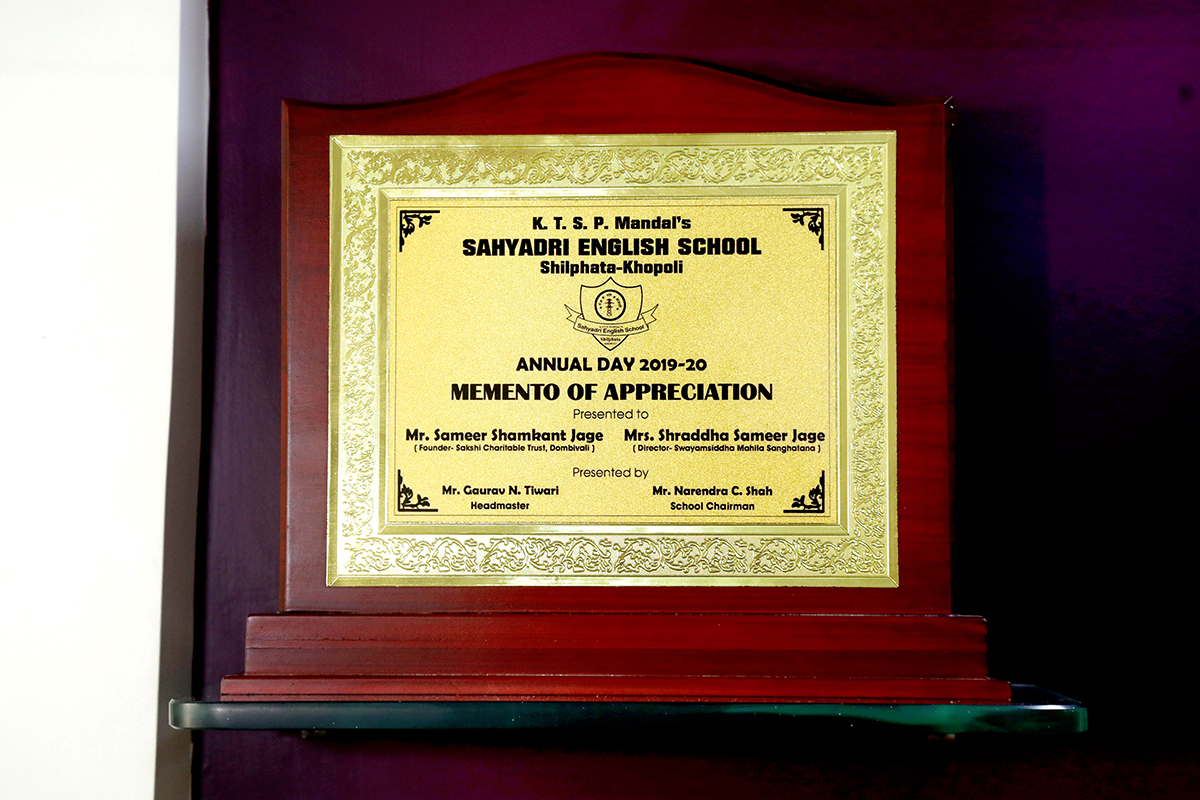 K. T. S. P. Mandal's
SAHYADRI ENGLISH SCHOOL
Shilphata-Khopoli
Sahyadri English School
Shilphata
ANNUAL DAY 2019-20
MEMENTO OF APPRECIATION
Presented to
Mr. Sameer Shamkant Jage Mrs. Shraddha Sameer Jage
( Founder- Sakshi Charitable Trust, Dombivali ) ( Director- Swayamsiddha Mahila Sanghatana )
Presented by
Mr. Gaurav N. Tiwari Mr. Narendra C. Shah
Headmaster School Chairman